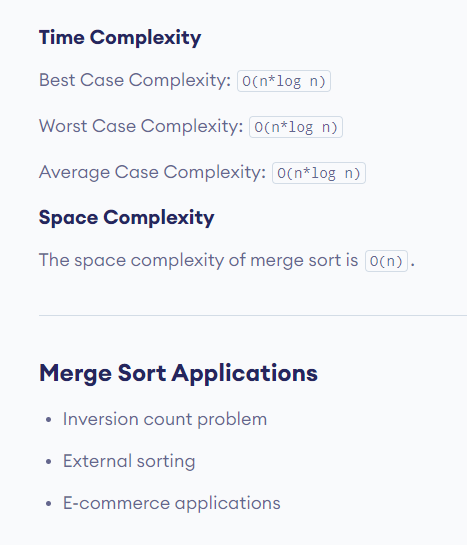 Time Complexity
Best Case Complexity: O(n*log n)
Worst Case Complexity: O(n*log n)
Average Case Complexity: O(n*log n)
Space Complexity
The space complexity of merge sort is O(n).
Merge Sort Applications
• Inversion count problem
• External sorting
• E-commerce applications